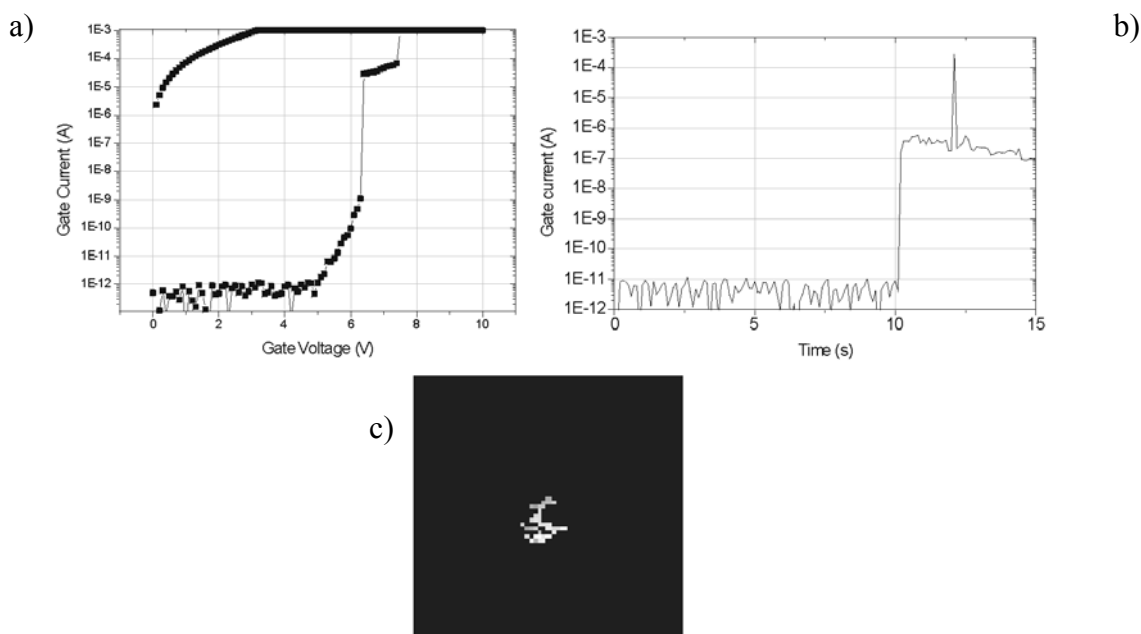 a)
1E-3
1E-4
1E-5
1E-6
1E-7
1E-8
1E-9
1E-10
1E-11
1E-12
Gate Current (A)
0 2 4 6 8 10
Gate Voltage (V)
b)
1E-3
1E-4
1E-5
1E-6
1E-7
1E-8
1E-9
1E-10
1E-11
1E-12
Gate current (A)
0 5 10 15
Time (s)
c)